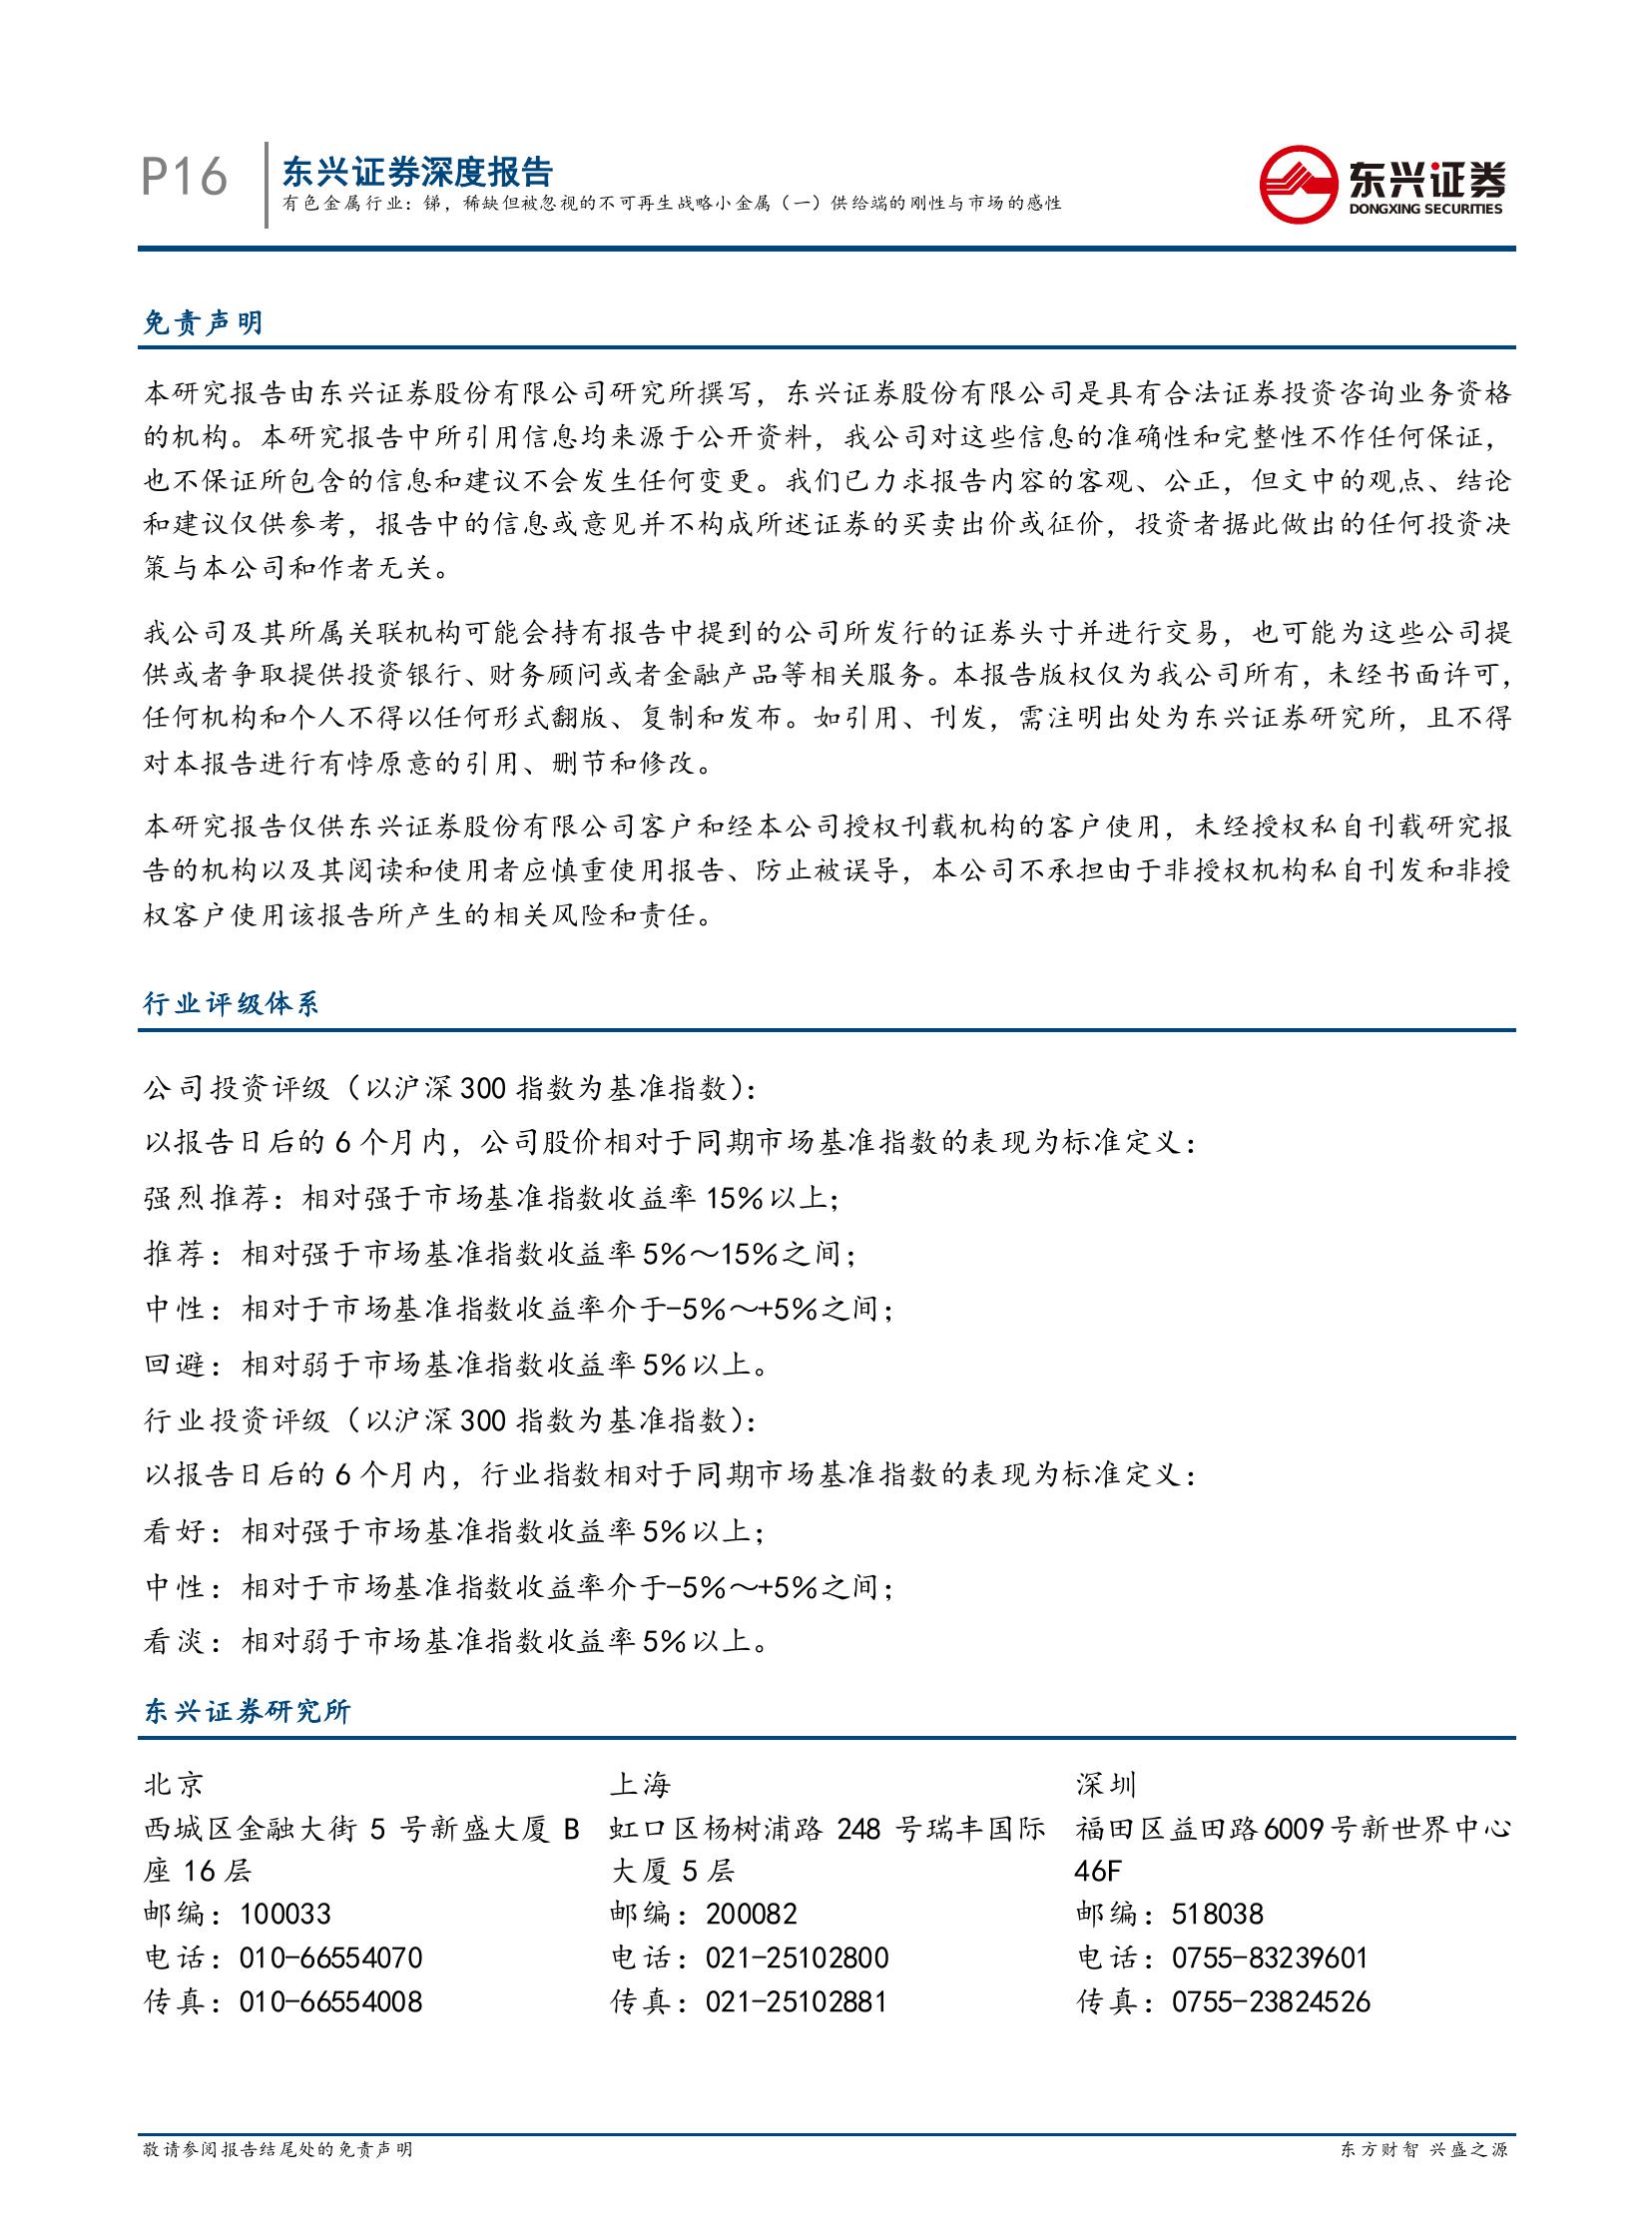 P16
东兴证券深度报告
有色金属行业：锑，稀缺但被忽视的不可再生战略小金属（一）供给端的刚性与市场的感性
东兴证券
DONGXING SECURITIES
免责声明
本研究报告由东兴证券股份有限公司研究所撰写，东兴证券股份有限公司是具有合法证券投资咨询业务资格
的机构。本研究报告中所引用信息均来源于公开资料，我公司对这些信息的准确性和完整性不作任何保证，
也不保证所包含的信息和建议不会发生任何变更。我们已力求报告内容的客观、公正，但文中的观点、结论
和建议仅供参考，报告中的信息或意见并不构成所述证券的买卖出价或征价，投资者据此做出的任何投资决
策与本公司和作者无关。
我公司及其所属关联机构可能会持有报告中提到的公司所发行的证券头寸并进行交易，也可能为这些公司提
供或者争取提供投资银行、财务顾问或者金融产品等相关服务。本报告版权仅为我公司所有，未经书面许可，
任何机构和个人不得以任何形式翻版、复制和发布。如引用、刊发，需注明出处为东兴证券研究所，且不得
对本报告进行有悖原意的引用、删节和修改。
本研究报告仅供东兴证券股份有限公司客户和经本公司授权刊载机构的客户使用，未经授权私自刊载研究报
告的机构以及其阅读和使用者应慎重使用报告、防止被误导，本公司不承担由于非授权机构私自刊发和非授
权客户使用该报告所产生的相关风险和责任。
行业评级体系
公司投资评级（以沪深 300 指数为基准指数）：
以报告日后的 6 个月内，公司股价相对于同期市场基准指数的表现为标准定义：
强烈推荐：相对强于市场基准指数收益率 15%以上；
推荐：相对强于市场基准指数收益率 5%～15%之间；
中性：相对于市场基准指数收益率介于-5%～+5%之间；
回避：相对弱于市场基准指数收益率 5%以上。
行业投资评级（以沪深 300 指数为基准指数）：
以报告日后的 6 个月内，行业指数相对于同期市场基准指数的表现为标准定义：
看好：相对强于市场基准指数收益率 5%以上；
中性：相对于市场基准指数收益率介于-5%～+5%之间；
看淡：相对弱于市场基准指数收益率 5%以上。
东兴证券研究所
北京
西城区金融大街 5 号新盛大厦 B
座 16 层
邮编：100033
电话：010-66554070
传真：010-66554008
上海
虹口区杨树浦路 248 号瑞丰国际
大厦 5 层
邮编：200082
电话：021-25102800
传真：021-25102881
深圳
福田区益田路6009号新世界中心
46F
邮编：518038
电话：0755-83239601
传真：0755-23824526
敬请参阅报告结尾处的免责声明
东方财智 兴盛之源